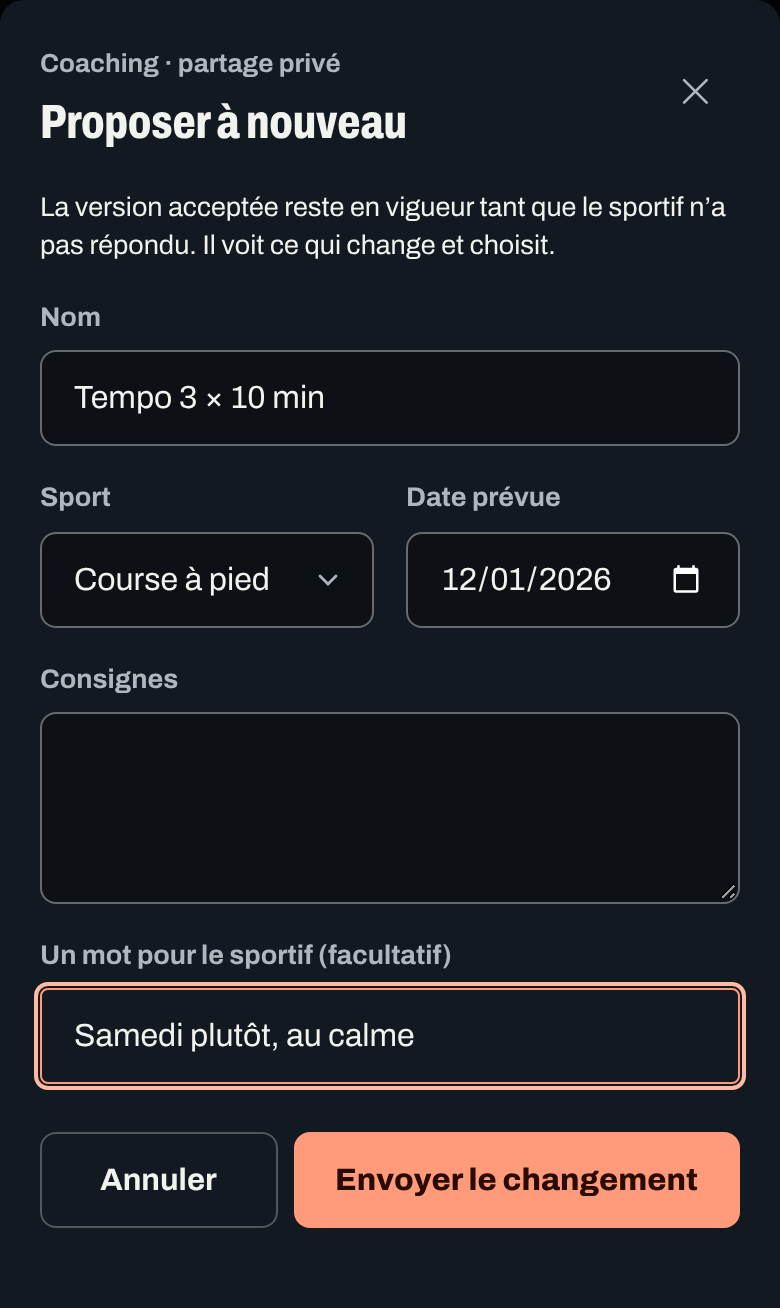 Coaching · partage privé
Proposer à nouveau
La version acceptée reste en vigueur tant que le sportif n’a
pas répondu. Il voit ce qui change et choisit.
Nom
Tempo 3 × 10 min
Sport
Date prévue
Course à pied
12/01/2026
Consignes
Un mot pour le sportif (facultatif)
Samedi plutôt, au calme
Annuler
Envoyer le changement